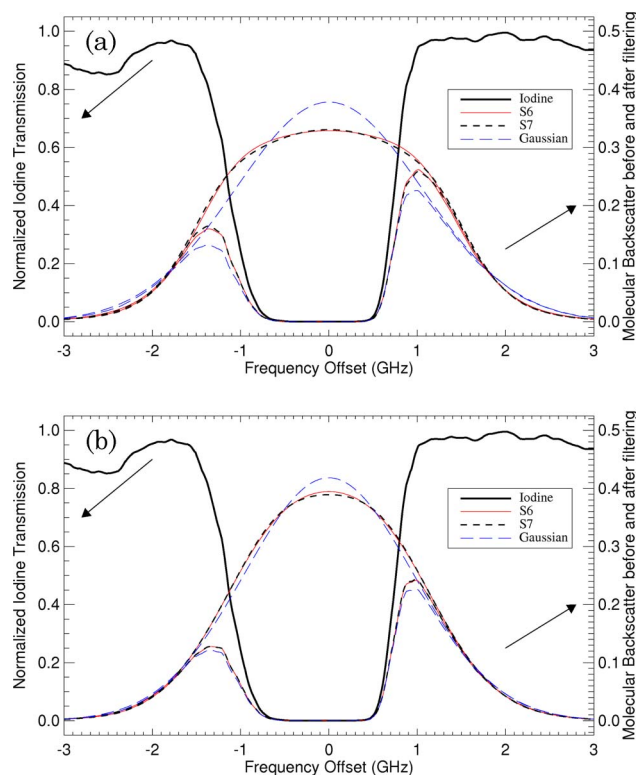 (a)
Normalized Iodine Transmission
1.0
0.8
0.6
0.4
0.2
0.0
Iodine
S6
S7
Gaussian
0.5
0.4
0.3
0.2
0.1
0.0
Molecular Backscatter before and after filtering
-3 -2 -1 0 1 2 3
Frequency Offset (GHz)
(b)
Normalized Iodine Transmission
1.0
0.8
0.6
0.4
0.2
0.0
Iodine
S6
S7
Gaussian
0.5
0.4
0.3
0.2
0.1
0.0
Molecular Backscatter before and after filtering
-3 -2 -1 0 1 2 3
Frequency Offset (GHz)